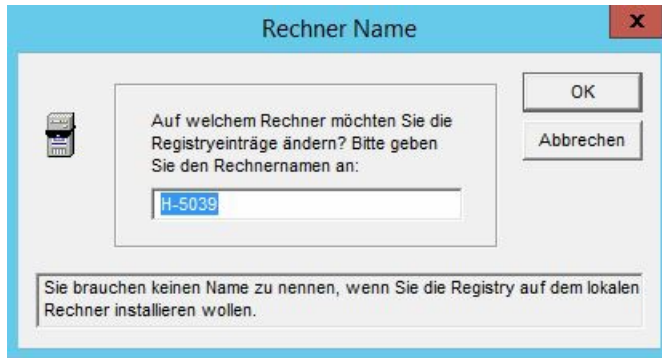 Rechner Name
x
OK
Auf welchem Rechner möchten Sie die
Registryeinträge ändern? Bitte geben
Sie den Rechnernamen an:
Abbrechen
H-5039
Sie brauchen keinen Name zu nennen, wenn Sie die Registry auf dem lokalen
Rechner installieren wollen.